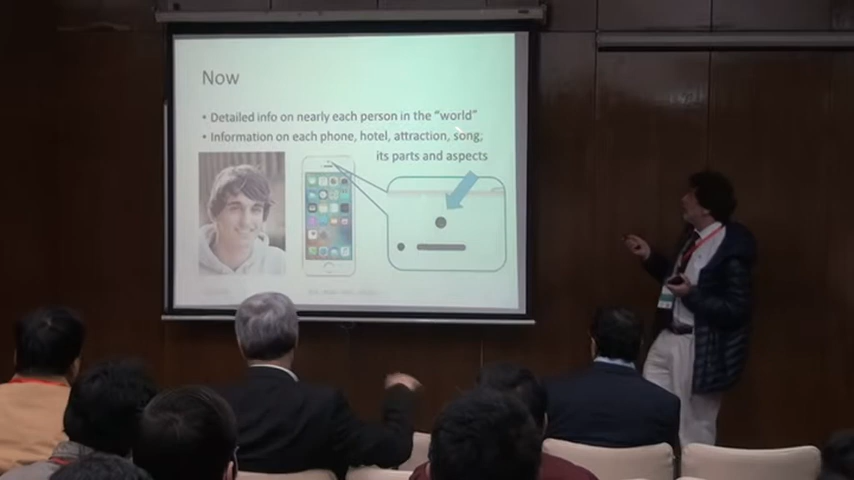 Now
• Detailed info on nearly each person in the "world"
• Information on each phone, hotel, attraction, song,
its parts and aspects